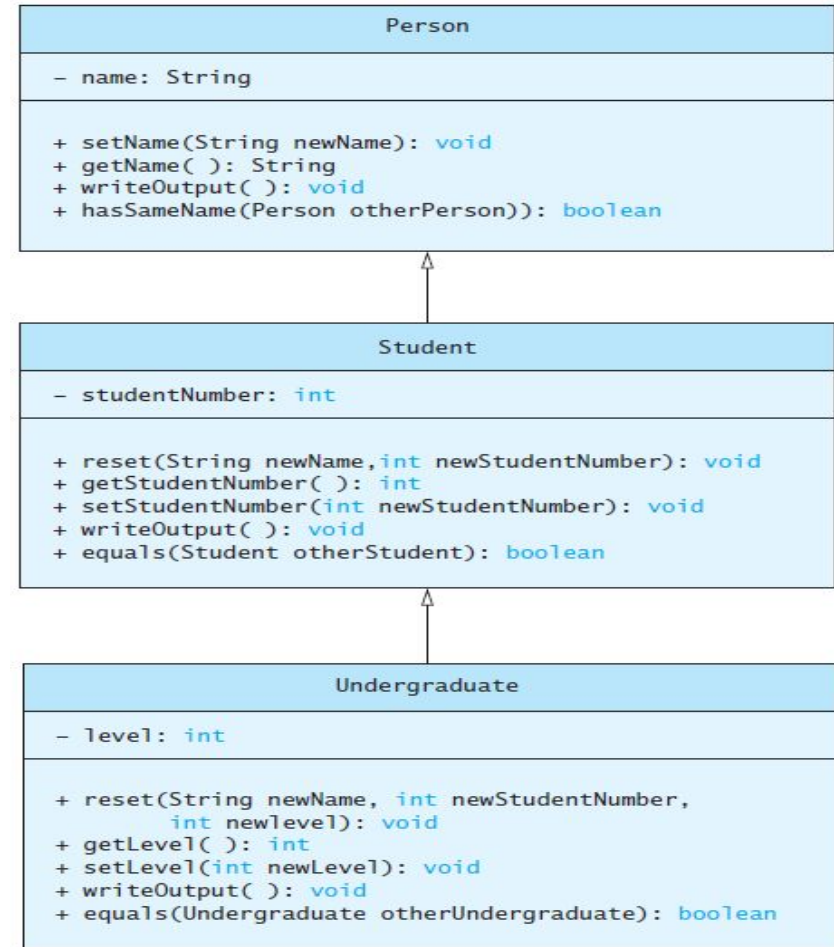 Person
– name: String
+ setName(String newName): void
+ getName( ): String
+ writeOutput( ): void
+ hasSameName(Person otherPerson)): boolean
Student
– studentNumber: int
+ reset(String newName,int newStudentNumber): void
+ getStudentNumber( ): int
+ setStudentNumber(int newStudentNumber): void
+ writeOutput( ): void
+ equals(Student otherStudent): boolean
Undergraduate
– level: int
+ reset(String newName, int newStudentNumber,
int newlevel): void
+ getLevel( ): int
+ setLevel(int newLevel): void
+ writeOutput( ): void
+ equals(Undergraduate otherUndergraduate): boolean